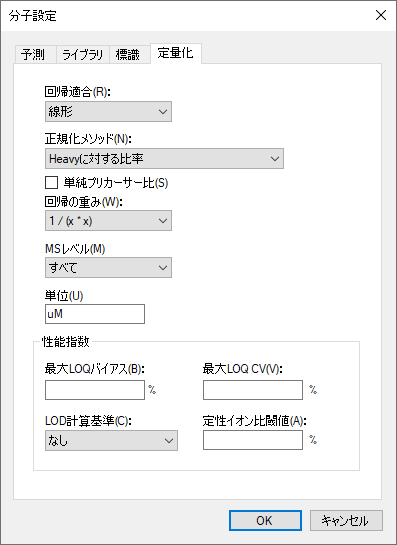 分子設定
予測 ライブラリ 標識 定量化
回帰適合(R):
線形
正規化メソッド(N):
Heavyに対する比率
単純プリカーサー比(S)
回帰の重み(W):
1 / (x * x)
MSレベル(M)
すべて
単位(U)
uM
性能指数
最大LOQバイアス(B): 最大LOQ CV(V):
% %
LOD計算基準(C): 定性イオン比閾値(A):
なし %
OK キャンセル